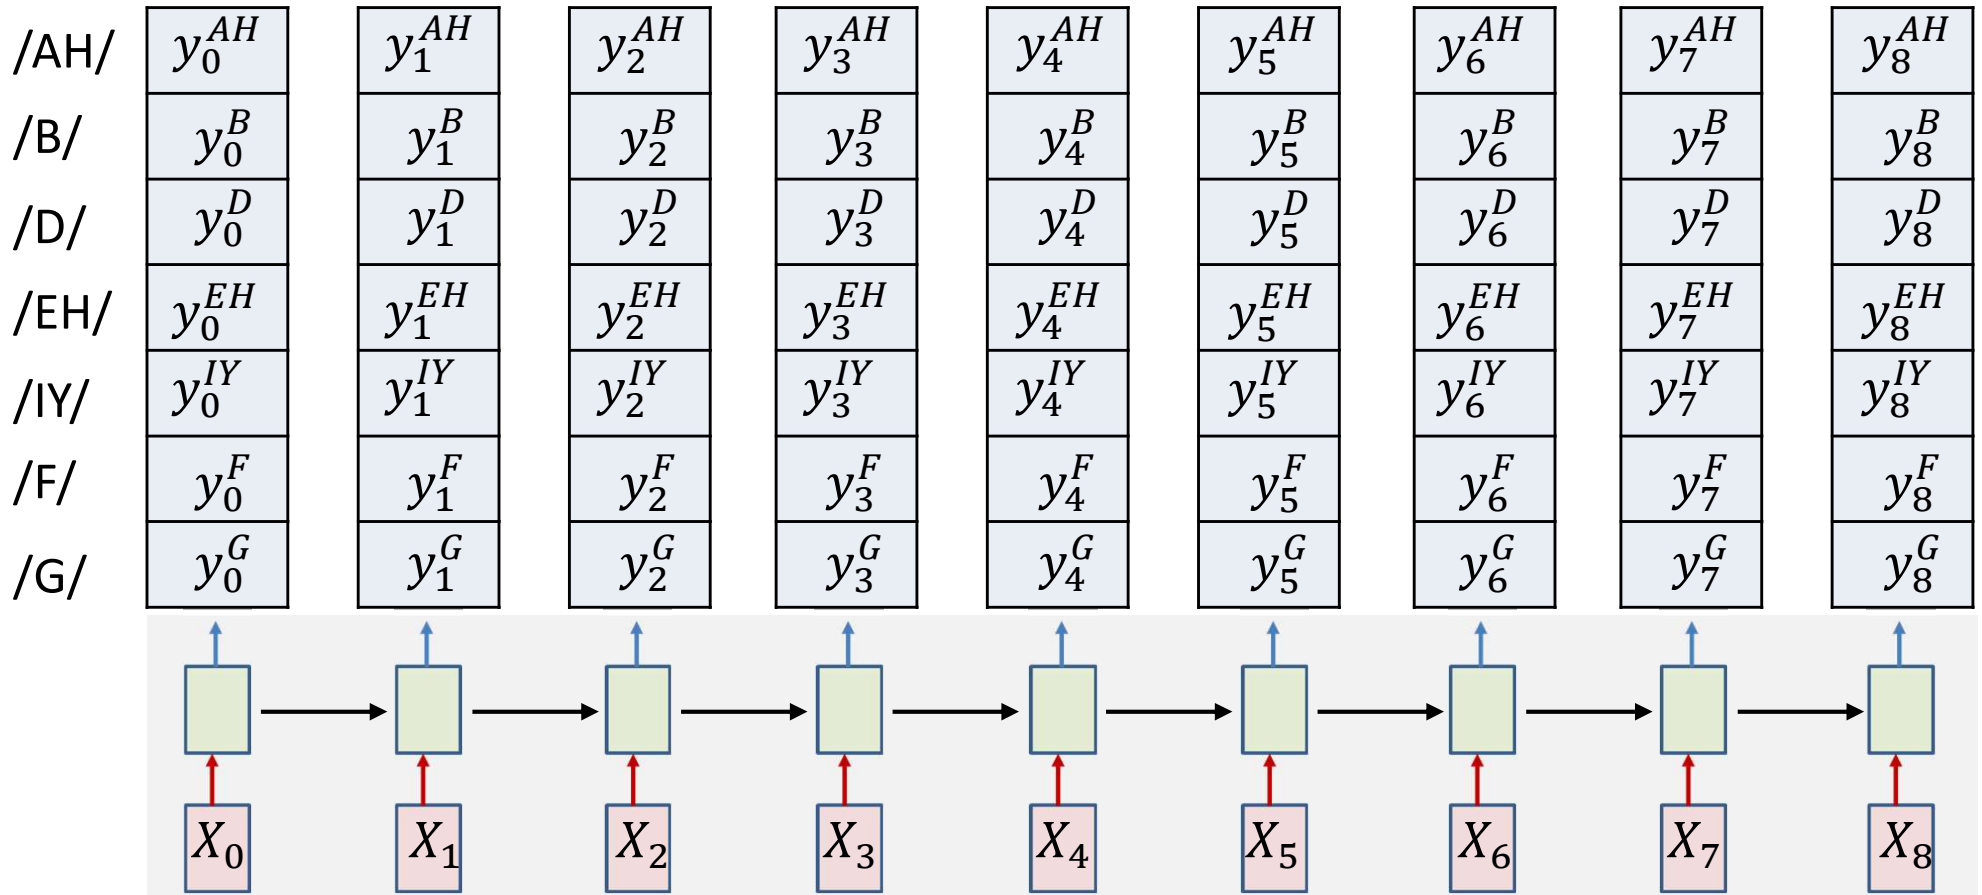 /AH/ y_0^{AH} y_1^{AH} y_2^{AH} y_3^{AH} y_4^{AH} y_5^{AH} y_6^{AH} y_7^{AH} y_8^{AH}
/B/ y_0^{B} y_1^{B} y_2^{B} y_3^{B} y_4^{B} y_5^{B} y_6^{B} y_7^{B} y_8^{B}
/D/ y_0^{D} y_1^{D} y_2^{D} y_3^{D} y_4^{D} y_5^{D} y_6^{D} y_7^{D} y_8^{D}
/EH/ y_0^{EH} y_1^{EH} y_2^{EH} y_3^{EH} y_4^{EH} y_5^{EH} y_6^{EH} y_7^{EH} y_8^{EH}
/IY/ y_0^{IY} y_1^{IY} y_2^{IY} y_3^{IY} y_4^{IY} y_5^{IY} y_6^{IY} y_7^{IY} y_8^{IY}
/F/ y_0^{F} y_1^{F} y_2^{F} y_3^{F} y_4^{F} y_5^{F} y_6^{F} y_7^{F} y_8^{F}
/G/ y_0^{G} y_1^{G} y_2^{G} y_3^{G} y_4^{G} y_5^{G} y_6^{G} y_7^{G} y_8^{G}
X_0 X_1 X_2 X_3 X_4 X_5 X_6 X_7 X_8